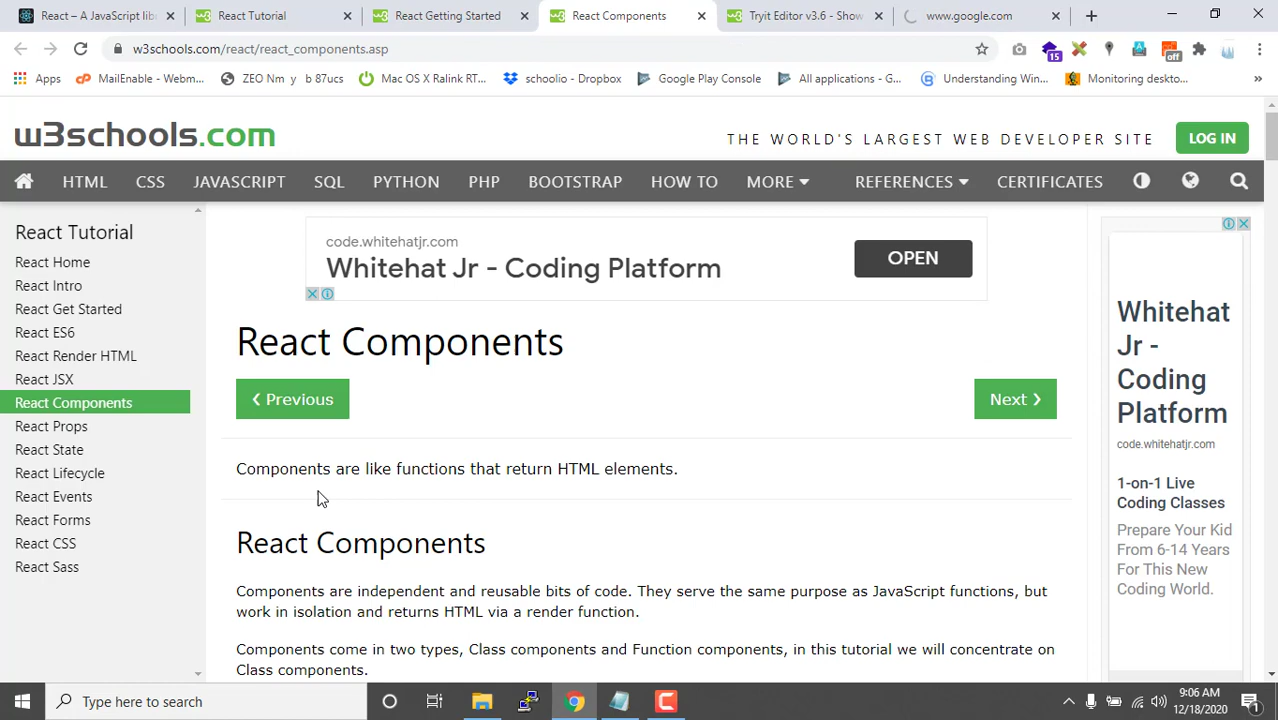 React – A JavaScript lib
React Tutorial
React Getting Started
React Components
Tryit Editor v3.6 - Show
www.google.com
w3schools.com/react/react_components.asp
15
off
Apps
MailEnable - Webm...
ZEO Nm y b 87ucs
Mac OS X Ralink RT...
schoolio - Dropbox
Google Play Console
All applications - G...
Understanding Win...
Monitoring deskto...
w3schools.com
THE WORLD'S LARGEST WEB DEVELOPER SITE
LOG IN
HTML
CSS
JAVASCRIPT
SQL
PYTHON
PHP
BOOTSTRAP
HOW TO
MORE
REFERENCES
CERTIFICATES
React Tutorial
React Home
React Intro
React Get Started
React ES6
React Render HTML
React JSX
React Components
React Props
React State
React Lifecycle
React Events
React Forms
React CSS
React Sass
code.whitehatjr.com
Whitehat Jr - Coding Platform
OPEN
React Components
❮ Previous
Next ❯
Components are like functions that return HTML elements.
React Components
Components are independent and reusable bits of code. They serve the same purpose as JavaScript functions, but
work in isolation and returns HTML via a render function.
Components come in two types, Class components and Function components, in this tutorial we will concentrate on
Class components.
Whitehat
Jr -
Coding
Platform
code.whitehatjr.com
1-on-1 Live
Coding Classes
Prepare Your Kid
From 6-14 Years
For This New
Coding World.
Type here to search
9:06 AM
12/18/2020
1